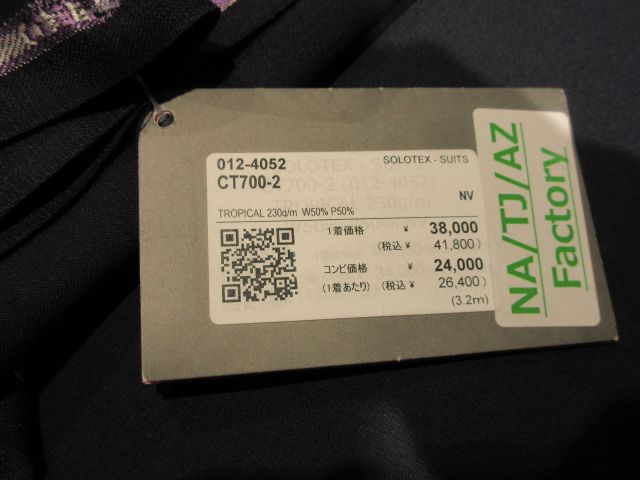 012-4052
SOLOTEX - SUITS
CT700-2
NV
TROPICAL 230g/m W50% P50%
1着価格 ¥ 38,000
(税込 ¥ 41,800)
コンビ価格 ¥ 24,000
(1着あたり) (税込 ¥ 26,400)
(3.2m)
NA/TJ/AZ
Factory